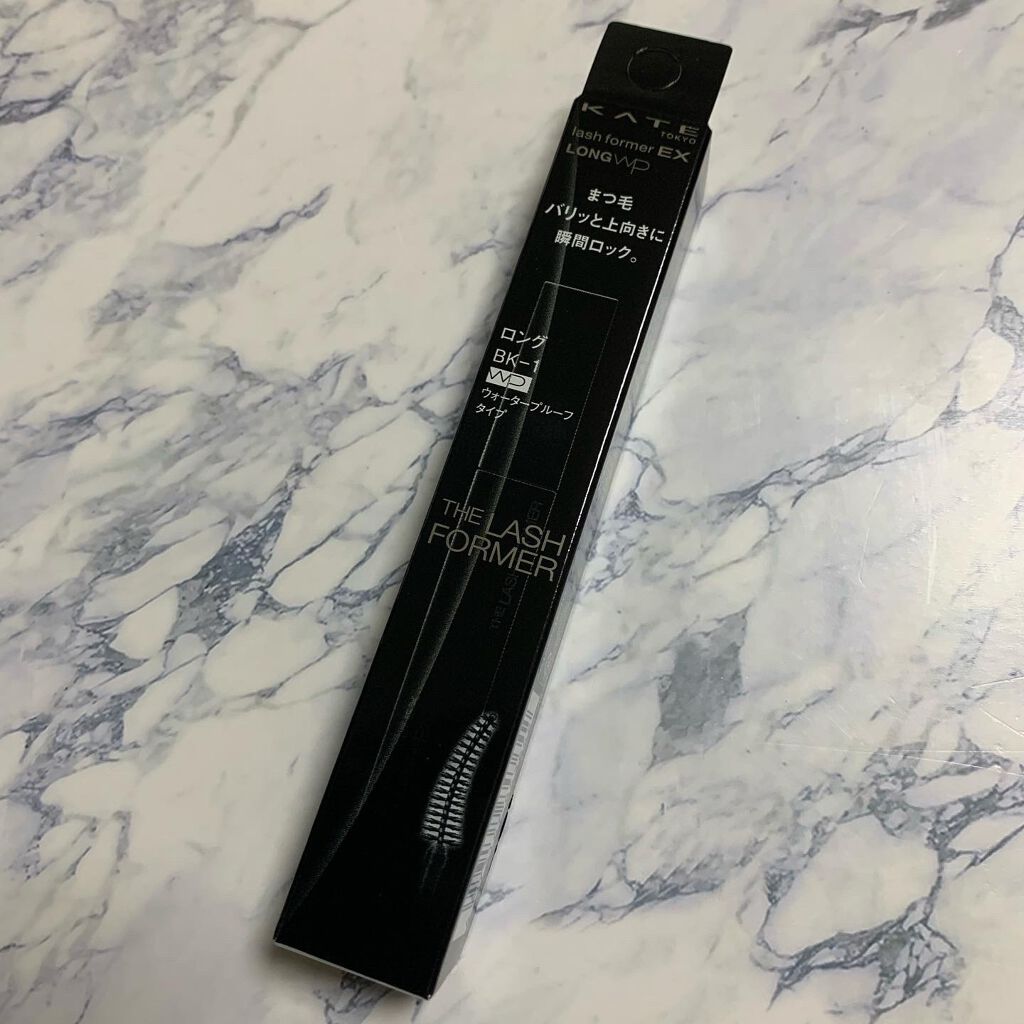 KATE
TOKYO
lash former EX
LONG WP
まつ毛
バリッと上向きに
瞬間ロック。
ロング
BK-1
WP
ウォータープルーフ
タイプ
THE LASH
FORMER